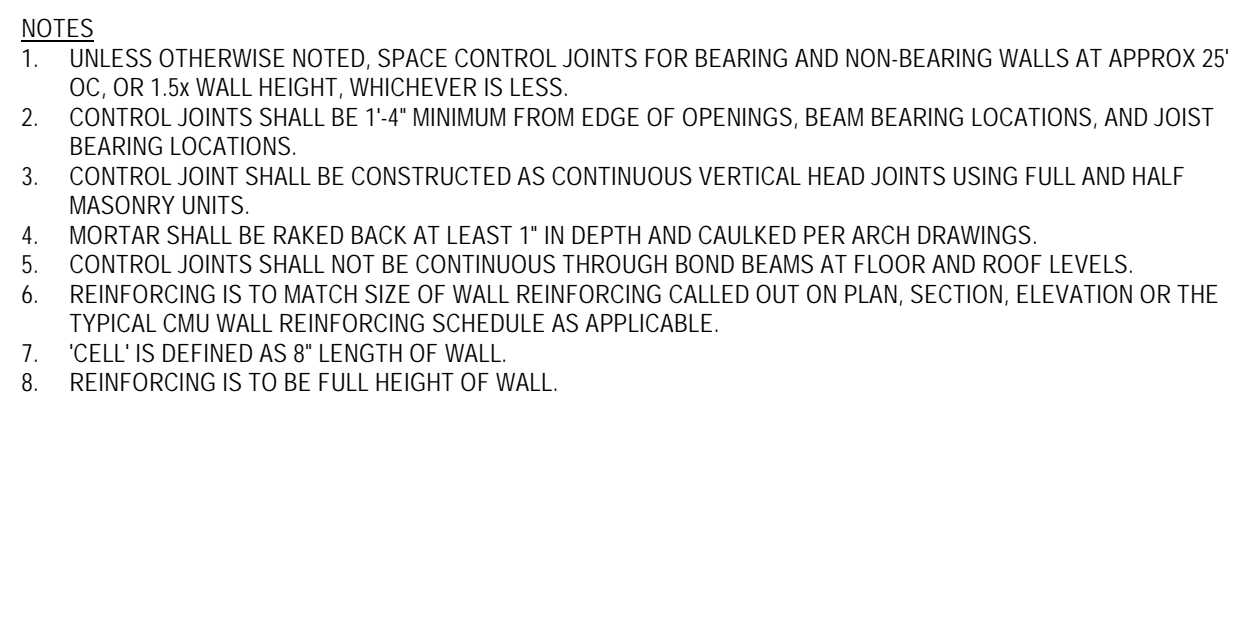 NOTES
1. UNLESS OTHERWISE NOTED, SPACE CONTROL JOINTS FOR BEARING AND NON-BEARING WALLS AT APPROX 25'
OC, OR 1.5x WALL HEIGHT, WHICHEVER IS LESS.
2. CONTROL JOINTS SHALL BE 1'-4" MINIMUM FROM EDGE OF OPENINGS, BEAM BEARING LOCATIONS, AND JOIST
BEARING LOCATIONS.
3. CONTROL JOINT SHALL BE CONSTRUCTED AS CONTINUOUS VERTICAL HEAD JOINTS USING FULL AND HALF
MASONRY UNITS.
4. MORTAR SHALL BE RAKED BACK AT LEAST 1" IN DEPTH AND CAULKED PER ARCH DRAWINGS.
5. CONTROL JOINTS SHALL NOT BE CONTINUOUS THROUGH BOND BEAMS AT FLOOR AND ROOF LEVELS.
6. REINFORCING IS TO MATCH SIZE OF WALL REINFORCING CALLED OUT ON PLAN, SECTION, ELEVATION OR THE
TYPICAL CMU WALL REINFORCING SCHEDULE AS APPLICABLE.
7. 'CELL' IS DEFINED AS 8" LENGTH OF WALL.
8. REINFORCING IS TO BE FULL HEIGHT OF WALL.